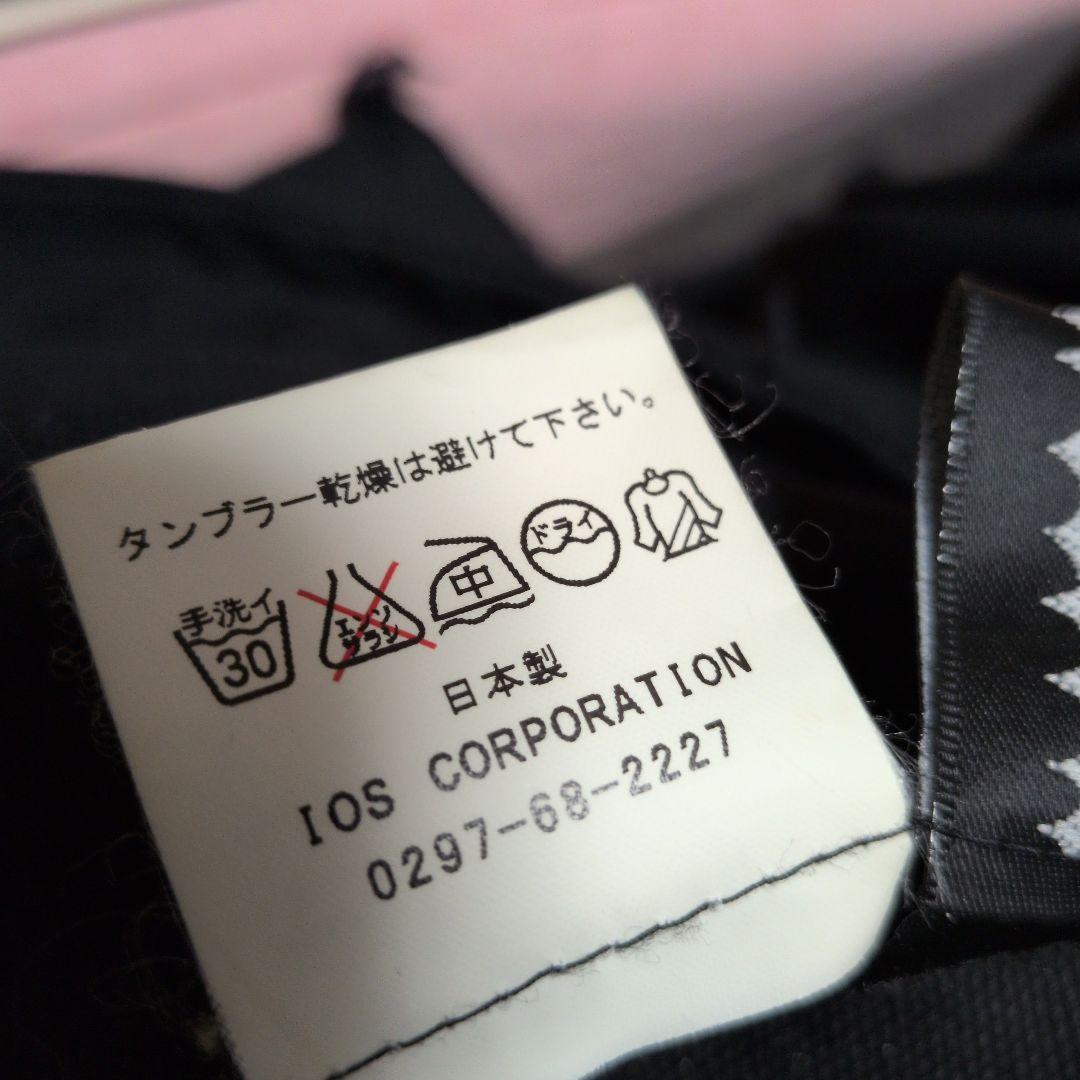 タンブラー乾燥は避けて下さい。
手洗イ
30
エンソ
サラシ
中
ドライ
日本製
IOS CORPORATION
0297-68-2227